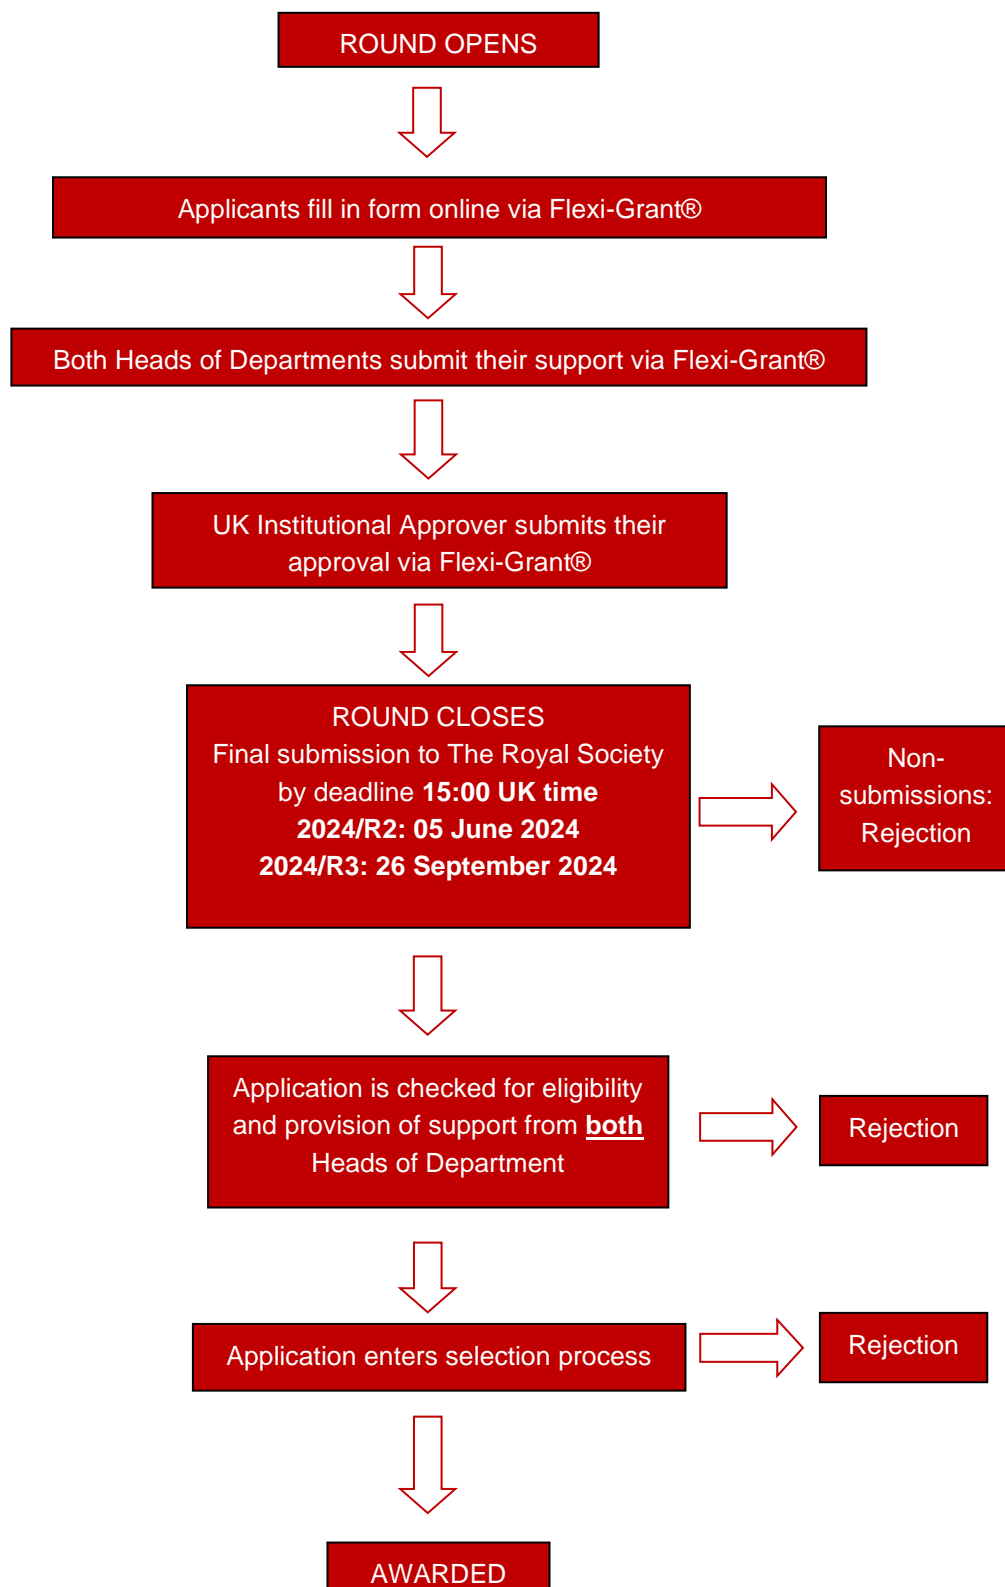 ROUND OPENS
Applicants fill in form online via Flexi-Grant®
Both Heads of Departments submit their support via Flexi-Grant®
UK Institutional Approver submits their
approval via Flexi-Grant®
ROUND CLOSES
Final submission to The Royal Society
by deadline 15:00 UK time
2024/R2: 05 June 2024
2024/R3: 26 September 2024
Non-
submissions:
Rejection
Application is checked for eligibility
and provision of support from both
Heads of Department
Rejection
Application enters selection process
Rejection
AWARDED